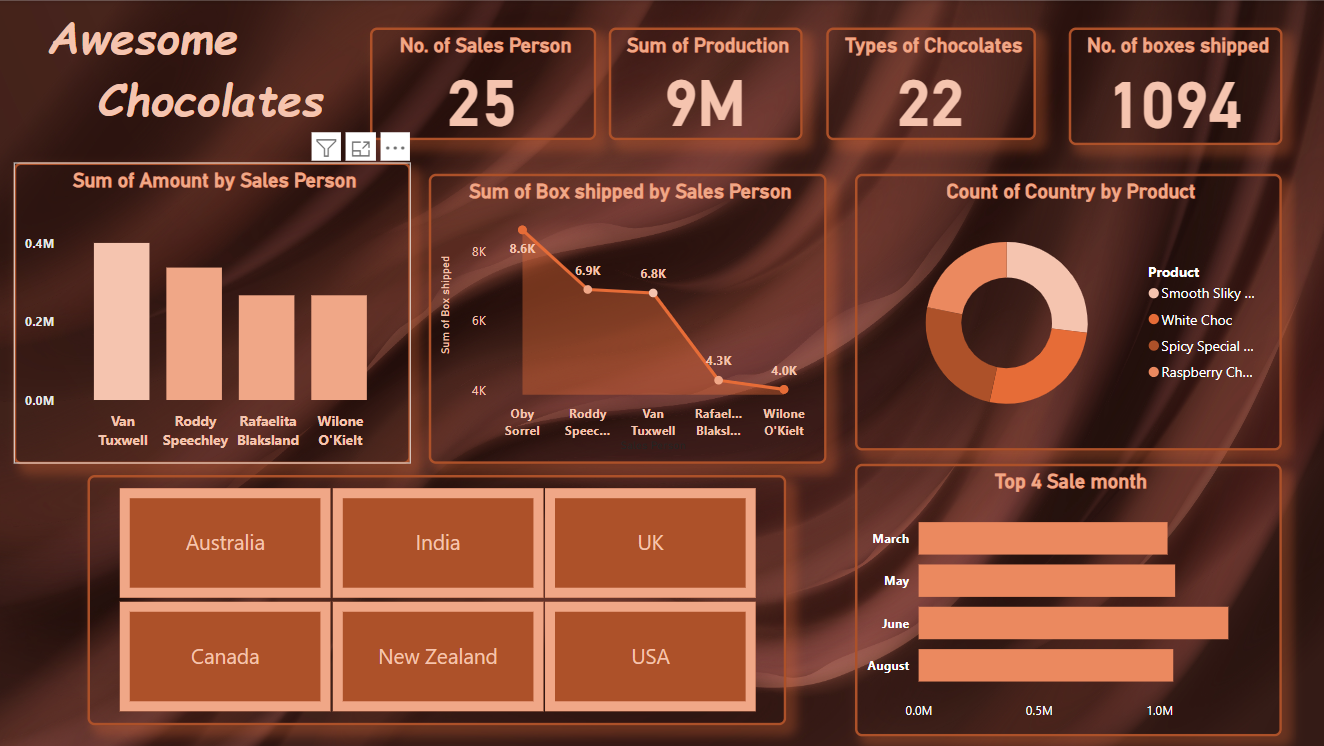 Awesome
Chocolates
No. of Sales Person
25
Sum of Production
9M
Types of Chocolates
22
No. of boxes shipped
1094
Sum of Amount by Sales Person
0.4M
0.2M
0.0M
Van
Tuxwell
Roddy
Speechley
Rafaelita
Blaksland
Wilone
O'Kielt
Sum of Box shipped by Sales Person
Sum of Box shipped
8K
6K
4K
8.6K
6.9K
6.8K
4.3K
4.0K
Oby
Sorrel
Roddy
Speec...
Van
Tuxwell
Rafael...
Blaksl...
Wilone
O'Kielt
Count of Country by Product
Product
Smooth Sliky ...
White Choc
Spicy Special ...
Raspberry Ch...
Australia
India
UK
Canada
New Zealand
USA
Top 4 Sale month
March
May
June
August
0.0M
0.5M
1.0M